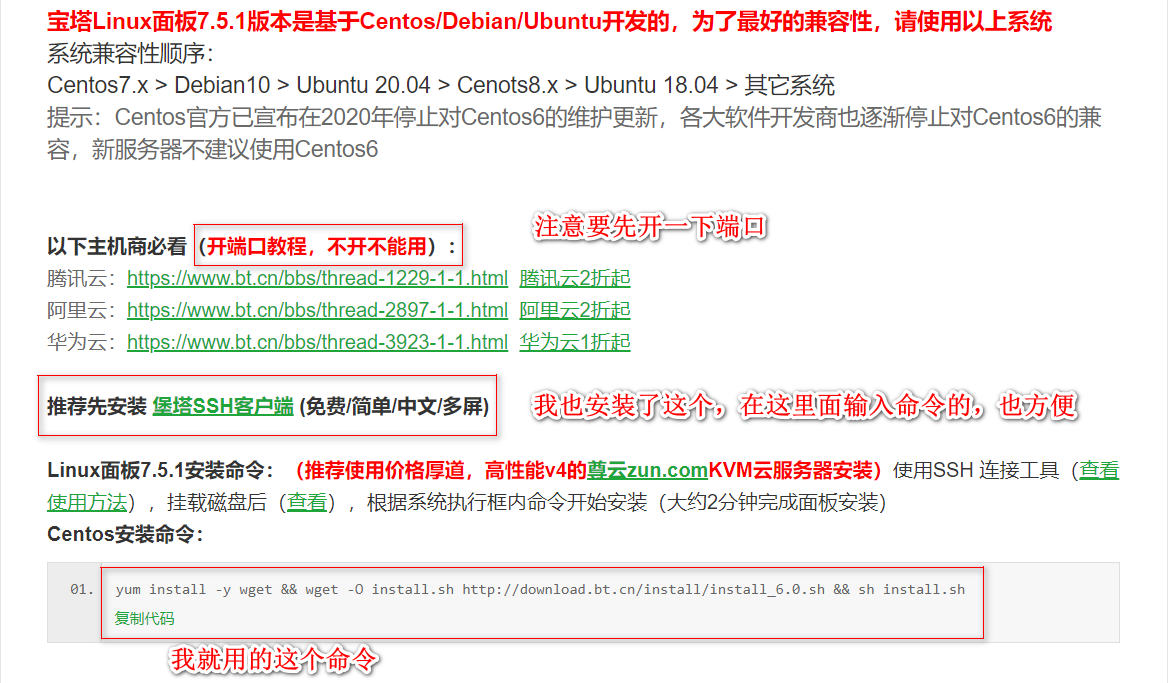 宝塔Linux面板7.5.1版本是基于Centos/Debian/Ubuntu开发的，为了最好的兼容性，请使用以上系统
系统兼容性顺序：
Centos7.x > Debian10 > Ubuntu 20.04 > Cenots8.x > Ubuntu 18.04 > 其它系统
提示：Centos官方已宣布在2020年停止对Centos6的维护更新，各大软件开发商也逐渐停止对Centos6的兼
容，新服务器不建议使用Centos6
注意要先开一下端口
以下主机商必看（开端口教程，不开不能用）：
腾讯云：https://www.bt.cn/bbs/thread-1229-1-1.html 腾讯云2折起
阿里云：https://www.bt.cn/bbs/thread-2897-1-1.html 阿里云2折起
华为云：https://www.bt.cn/bbs/thread-3923-1-1.html 华为云1折起
推荐先安装 堡塔SSH客户端 (免费/简单/中文/多屏) 我也安装了这个，在这里面输入命令的，也方便
Linux面板7.5.1安装命令：（推荐使用价格厚道，高性能v4的尊云zun.comKVM云服务器安装）使用SSH 连接工具（查看
使用方法），挂载磁盘后（查看），根据系统执行框内命令开始安装（大约2分钟完成面板安装）
Centos安装命令：
01. yum install -y wget && wget -O install.sh http://download.bt.cn/install/install_6.0.sh && sh install.sh
复制代码
我就用的这个命令